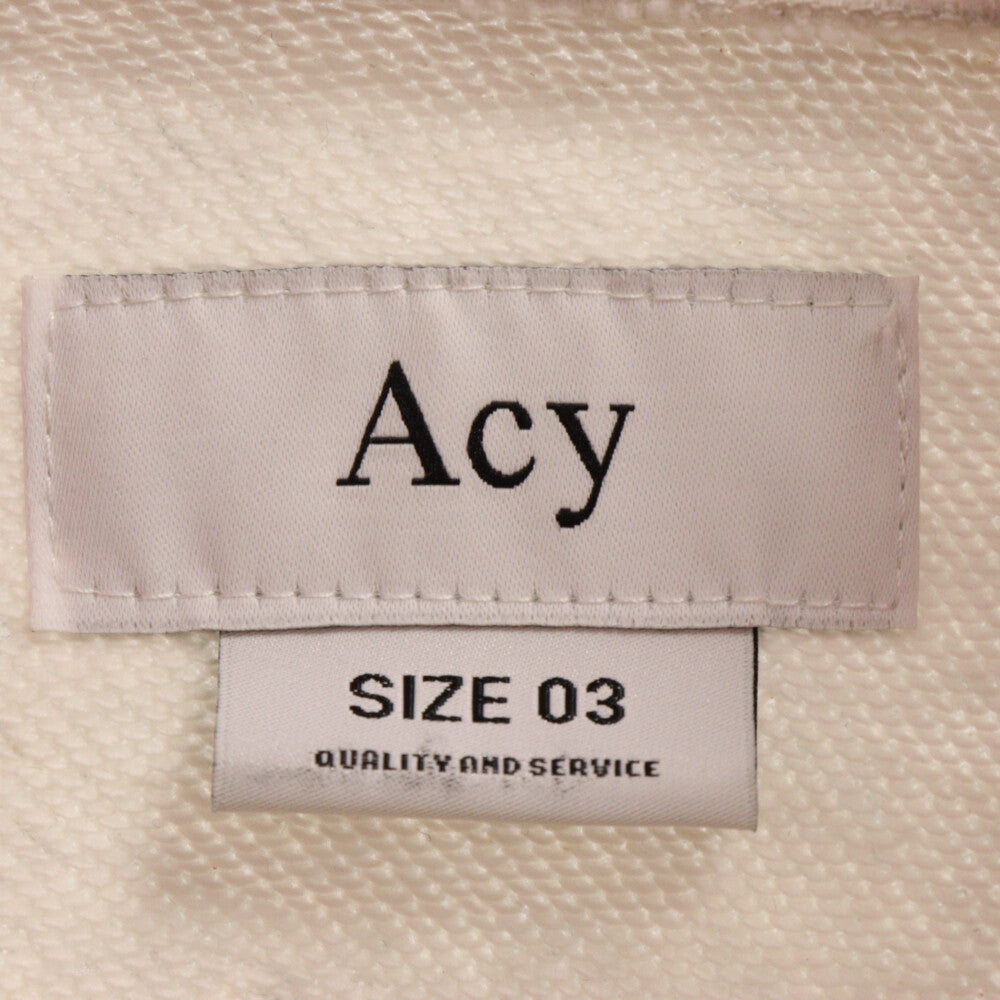 Acy
SIZE 03
QUALITY AND SERVICE